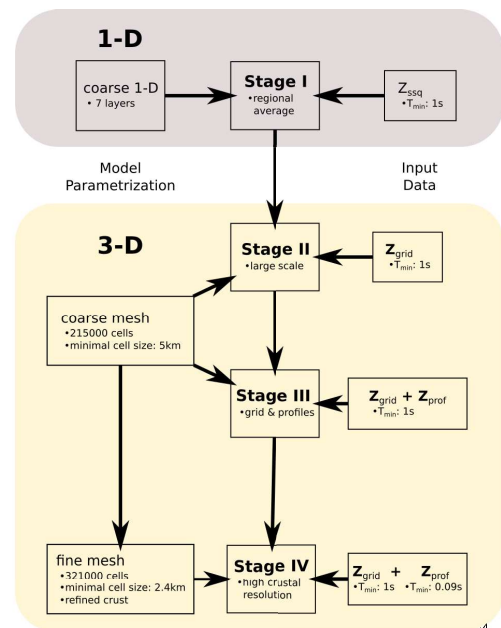 1-D
coarse 1-D
•7 layers
Stage I
•regional
average
Zssq
•Tmin: 1s
Model
Parametrization
Input
Data
3-D
Stage II
•large scale
Zgrid
•Tmin: 1s
coarse mesh
•215000 cells
•minimal cell size: 5km
Stage III
•grid & profiles
Zgrid + Zprof
•Tmin: 1s
fine mesh
•321000 cells
•minimal cell size: 2.4km
•refined crust
Stage IV
•high crustal
resolution
Zgrid + Zprof
•Tmin: 1s •Tmin: 0.09s